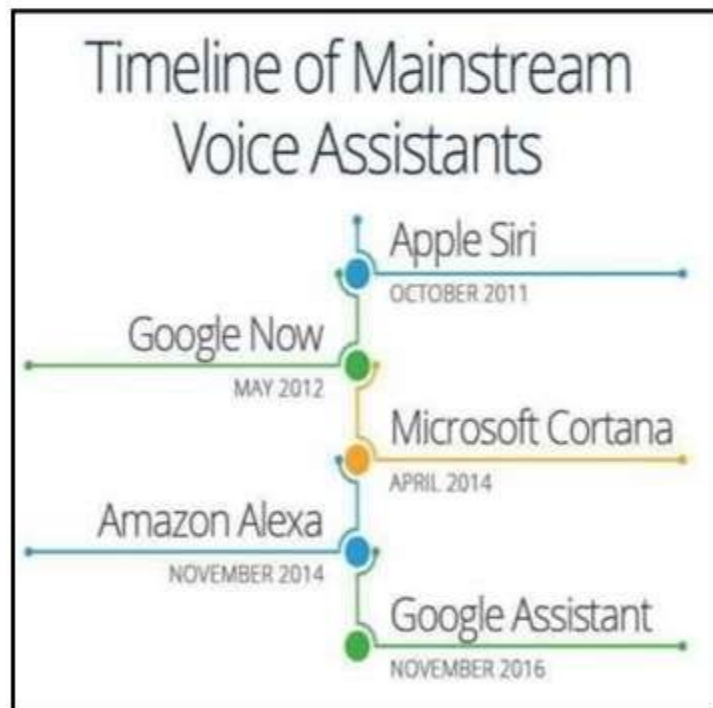 Timeline of Mainstream
Voice Assistants
Apple Siri
OCTOBER 2011
Google Now
MAY 2012
Microsoft Cortana
APRIL 2014
Amazon Alexa
NOVEMBER 2014
Google Assistant
NOVEMBER 2016